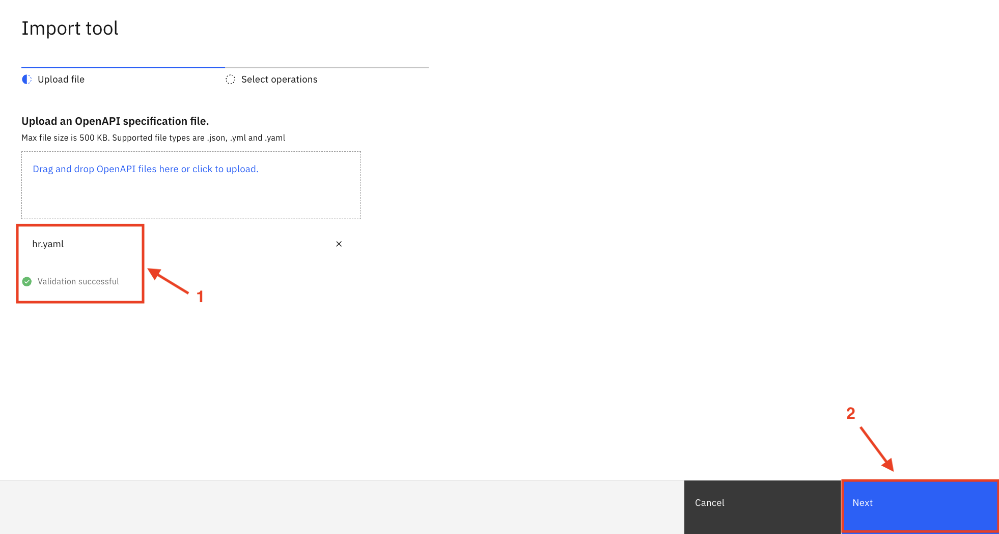 Import tool
Upload file
Select operations
Upload an OpenAPI specification file.
Max file size is 500 KB. Supported file types are .json, .yml and .yaml
Drag and drop OpenAPI files here or click to upload.
hr.yaml
Validation successful
1
2
Cancel
Next